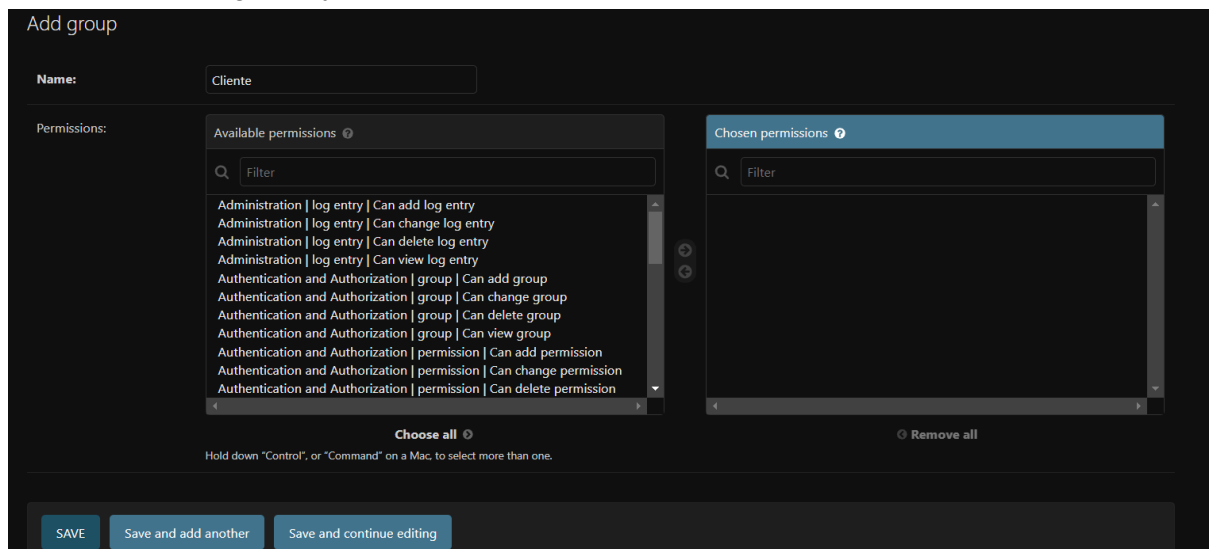 Add group
Name:
Cliente
Permissions:
Available permissions ?
Chosen permissions ?
Filter
Filter
Administration | log entry | Can add log entry
Administration | log entry | Can change log entry
Administration | log entry | Can delete log entry
Administration | log entry | Can view log entry
Authentication and Authorization | group | Can add group
Authentication and Authorization | group | Can change group
Authentication and Authorization | group | Can delete group
Authentication and Authorization | group | Can view group
Authentication and Authorization | permission | Can add permission
Authentication and Authorization | permission | Can change permission
Authentication and Authorization | permission | Can delete permission
Choose all
Remove all
Hold down "Control", or "Command" on a Mac, to select more than one.
SAVE
Save and add another
Save and continue editing